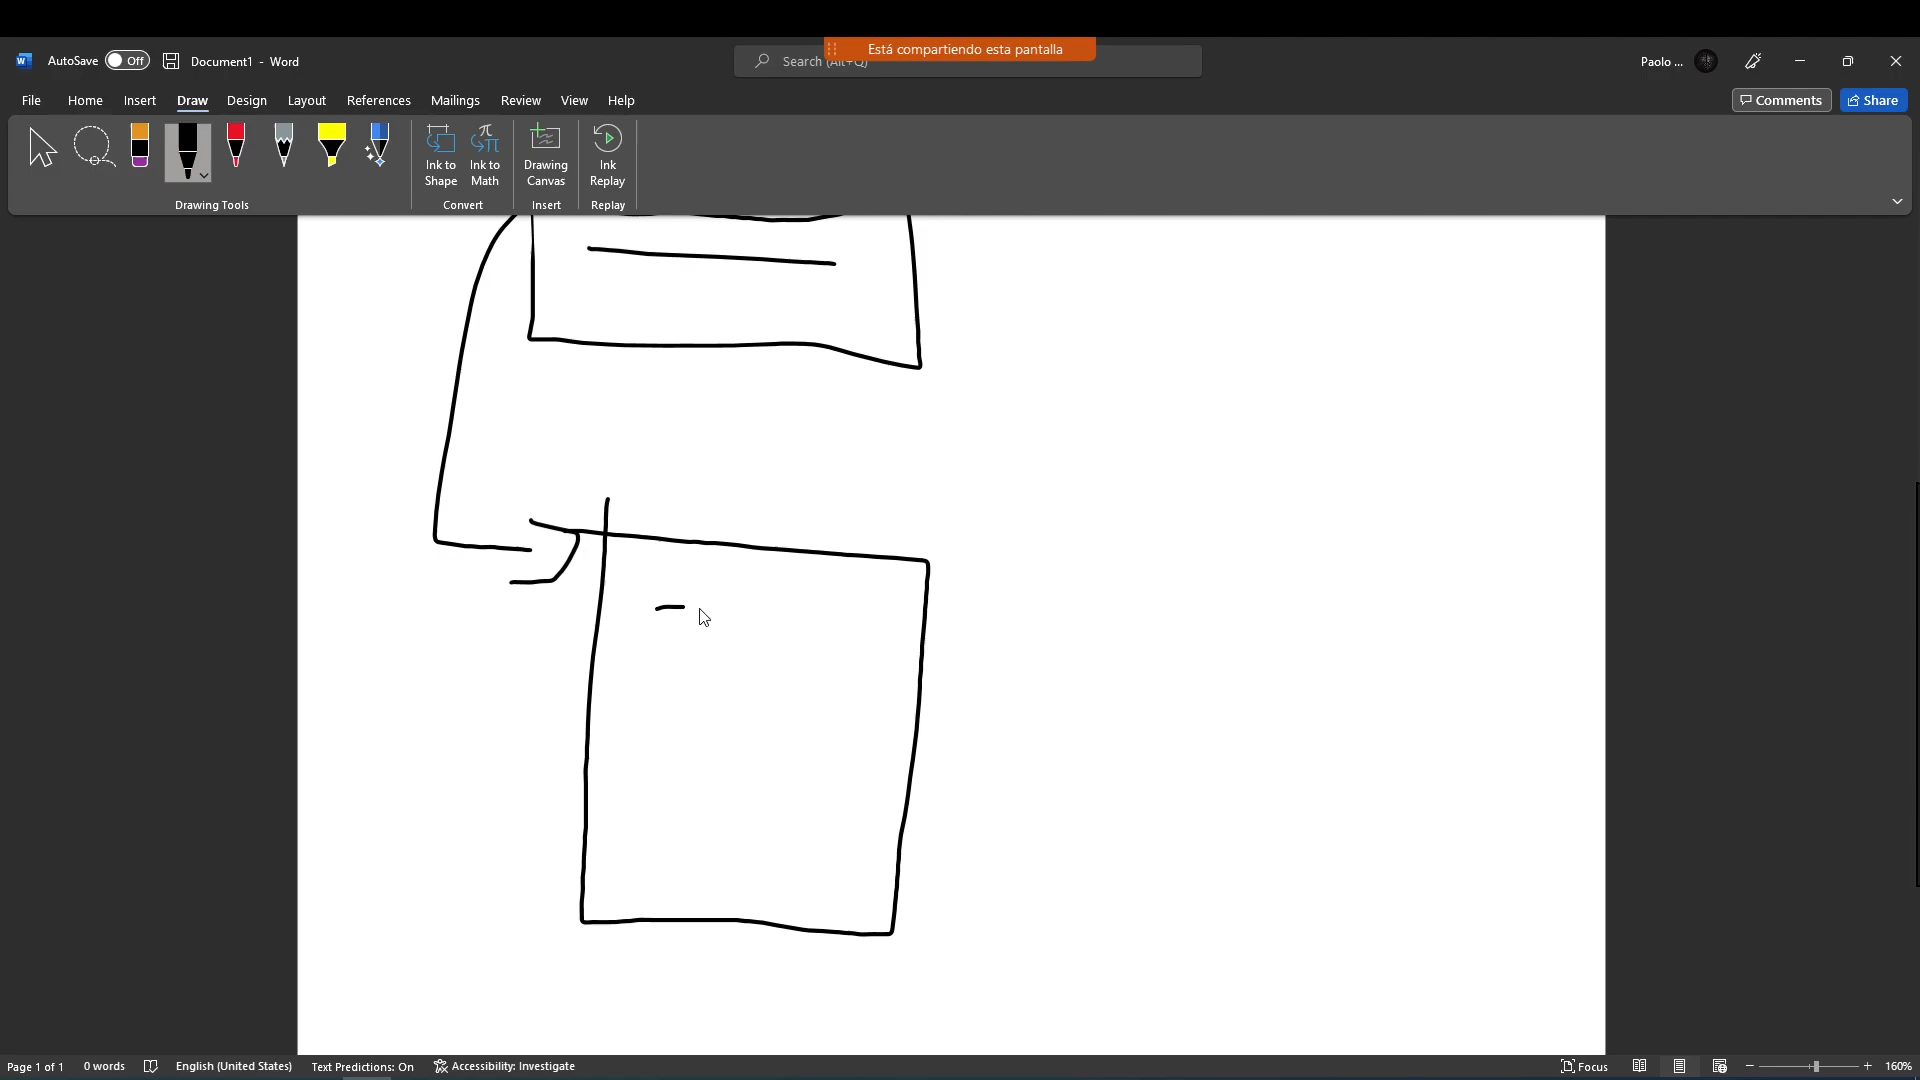 Está compartiendo esta pantalla
AutoSave Off Document1 - Word Search (Alt+Q) Paolo ...
File Home Insert Draw Design Layout References Mailings Review View Help Comments Share
Ink to Shape
Ink to Math
Drawing Canvas
Ink Replay
Drawing Tools Convert Insert Replay
Page 1 of 1 0 words English (United States) Text Predictions: On Accessibility: Investigate Focus 160%